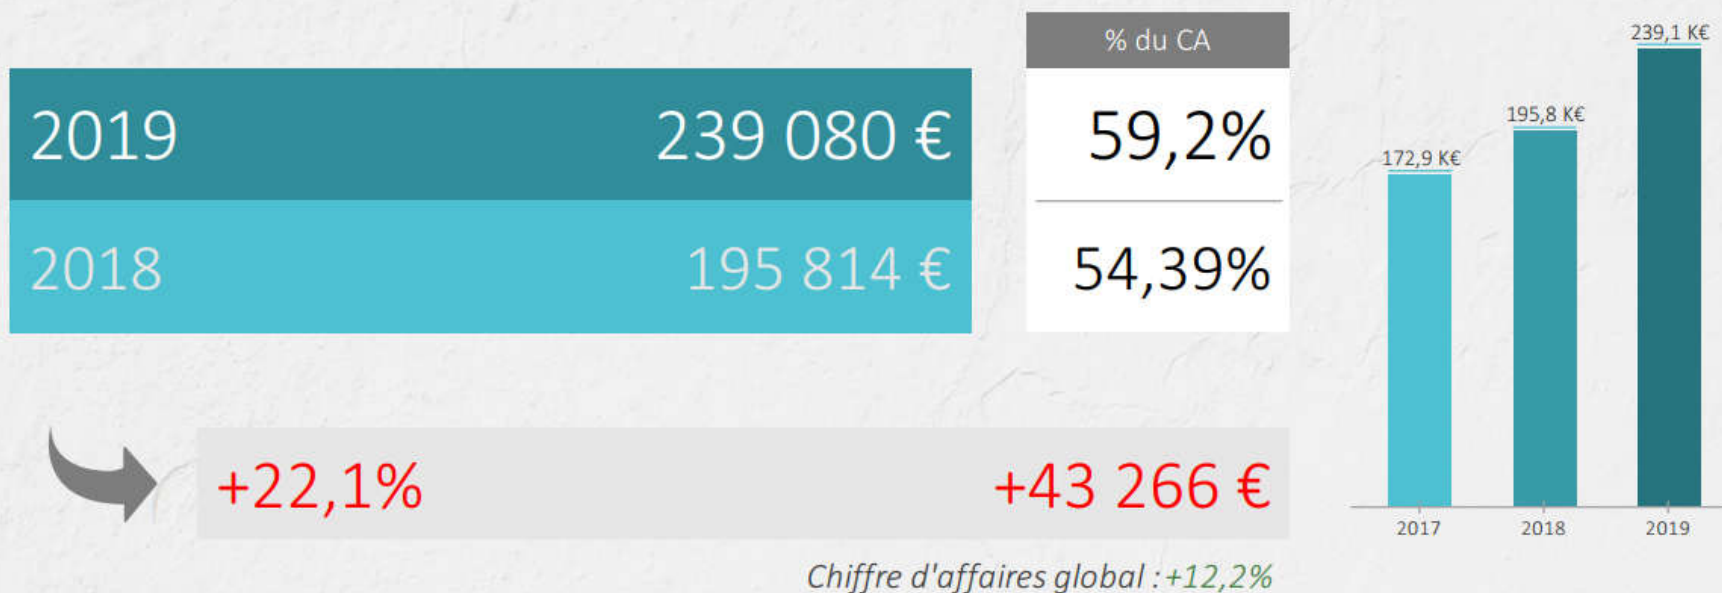 % du CA
2019 239 080 € 59,2%
2018 195 814 € 54,39%
+22,1% +43 266 €
Chiffre d'affaires global : +12,2%
239,1 K€
195,8 K€
172,9 K€
2017 2018 2019